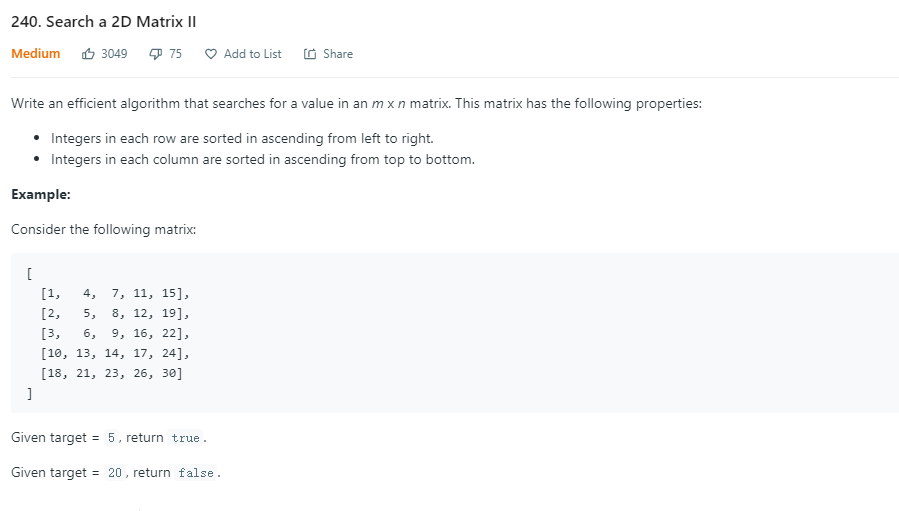 240. Search a 2D Matrix II
Medium 3049 75 Add to List Share
Write an efficient algorithm that searches for a value in an m x n matrix. This matrix has the following properties:
• Integers in each row are sorted in ascending from left to right.
• Integers in each column are sorted in ascending from top to bottom.
Example:
Consider the following matrix:
[
[1, 4, 7, 11, 15],
[2, 5, 8, 12, 19],
[3, 6, 9, 16, 22],
[10, 13, 14, 17, 24],
[18, 21, 23, 26, 30]
]
Given target = 5, return true.
Given target = 20, return false.